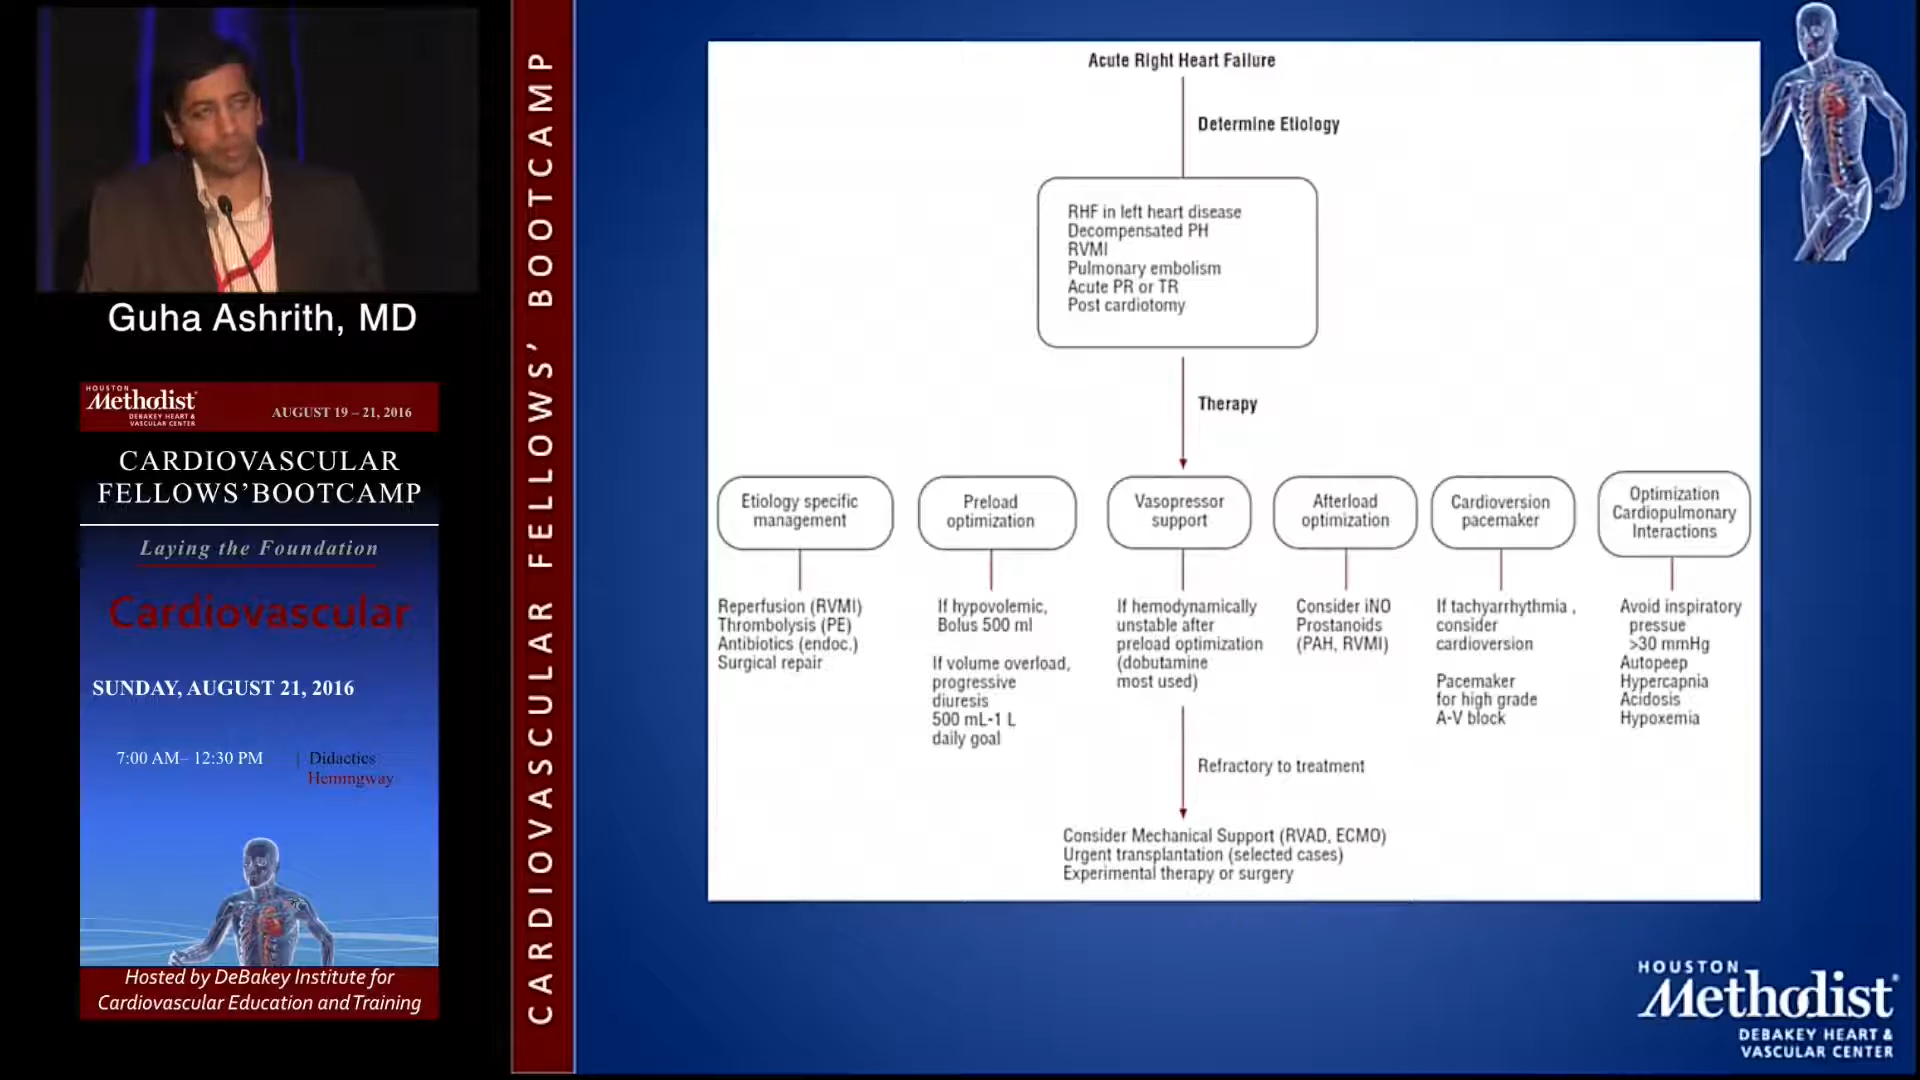 Guha Ashrith, MD
HOUSTON
Methodist
DEBAKEY HEART &
VASCULAR CENTER
AUGUST 19 – 21, 2016
CARDIOVASCULAR
FELLOWS'BOOTCAMP
Laying the Foundation
Cardiovascular
SUNDAY, AUGUST 21, 2016
7:00 AM– 12:30 PM | Didactics
Hemingway
Hosted by DeBakey Institute for
Cardiovascular Education and Training
CARDIOVASCULAR FELLOWS' BOOTCAMP
Acute Right Heart Failure
Determine Etiology
RHF in left heart disease
Decompensated PH
RVMI
Pulmonary embolism
Acute PR or TR
Post cardiotomy
Therapy
Etiology specific
management
Reperfusion (RVMI)
Thrombolysis (PE)
Antibiotics (endoc.)
Surgical repair
Preload
optimization
If hypovolemic,
Bolus 500 ml
If volume overload,
progressive
diuresis
500 mL-1 L
daily goal
Vasopressor
support
If hemodynamically
unstable after
preload optimization
(dobutamine
most used)
Afterload
optimization
Consider iNO
Prostanoids
(PAH, RVMI)
Cardioversion
pacemaker
If tachyarrhythmia ,
consider
cardioversion
Pacemaker
for high grade
A-V block
Optimization
Cardiopulmonary
Interactions
Avoid inspiratory
pressue
>30 mmHg
Autopeep
Hypercapnia
Acidosis
Hypoxemia
Refractory to treatment
Consider Mechanical Support (RVAD, ECMO)
Urgent transplantation (selected cases)
Experimental therapy or surgery
HOUSTON
Methodist
DEBAKEY HEART &
VASCULAR CENTER